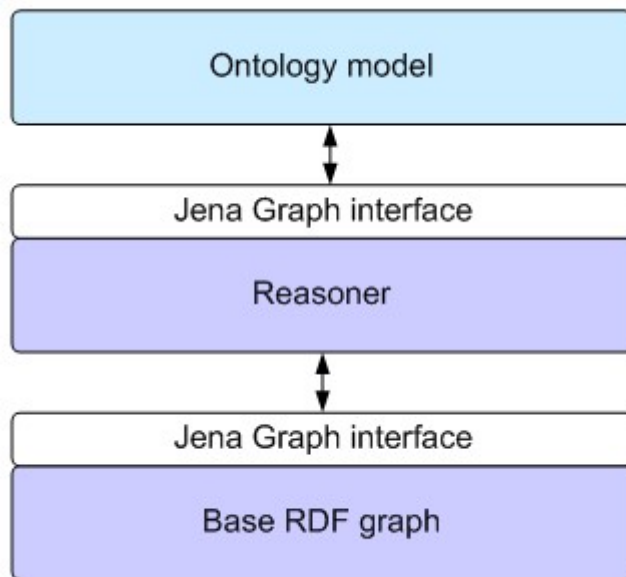 Ontology model
Jena Graph interface
Reasoner
Jena Graph interface
Base RDF graph